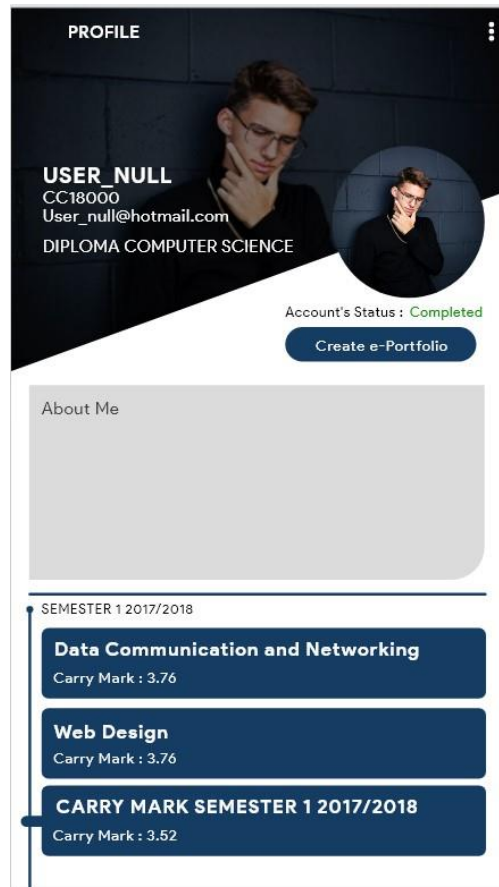 PROFILE
USER_NULL
CC18000
User_null@hotmail.com
DIPLOMA COMPUTER SCIENCE
Account's Status : Completed
Create e-Portfolio
About Me
SEMESTER 1 2017/2018
Data Communication and Networking
Carry Mark : 3.76
Web Design
Carry Mark : 3.76
CARRY MARK SEMESTER 1 2017/2018
Carry Mark : 3.52